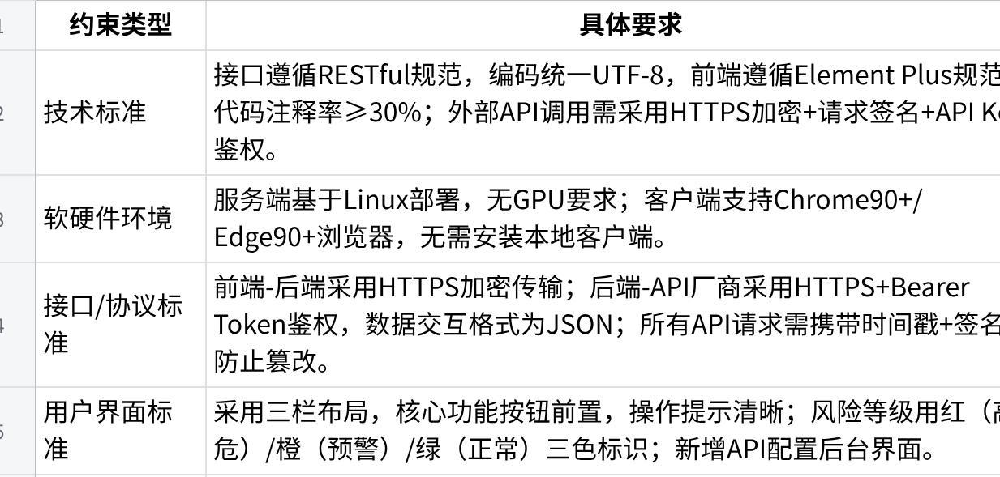 约束类型
具体要求
技术标准
接口遵循RESTful规范，编码统一UTF-8，前端遵循Element Plus规范
代码注释率≥30%；外部API调用需采用HTTPS加密+请求签名+API
鉴权。
软硬件环境
服务端基于Linux部署，无GPU要求；客户端支持Chrome90+/
Edge90+浏览器，无需安装本地客户端。
接口/协议标
准
前端-后端采用HTTPS加密传输；后端-API厂商采用HTTPS+Bearer
Token鉴权，数据交互格式为JSON；所有API请求需携带时间戳+签名
防止篡改。
用户界面标
准
采用三栏布局，核心功能按钮前置，操作提示清晰；风险等级用红（
危）/橙（预警）/绿（正常）三色标识；新增API配置后台界面。